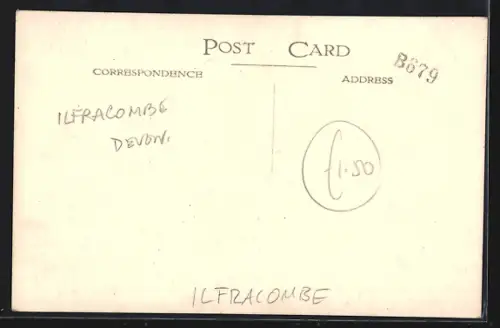 POST CARD
B679
CORRESPONDENCE
ADDRESS
ILFRACOMBE
DEVON.
£1.50
ILFRACOMBE